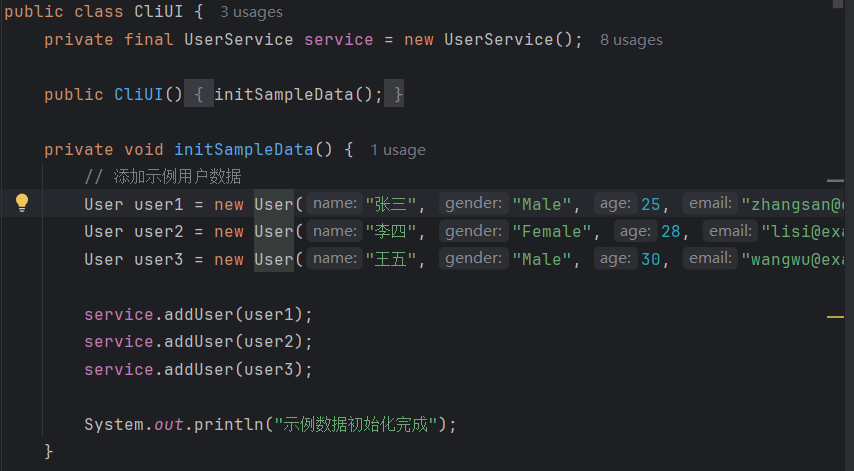 public class CliUI { 3 usages
private final UserService service = new UserService(); 8 usages
public CliUI() { initSampleData(); }
private void initSampleData() { 1 usage
// 添加示例用户数据
User user1 = new User( name: "张三", gender: "Male", age: 25, email: "zhangsan@
User user2 = new User( name: "李四", gender: "Female", age: 28, email: "lisi@exa
User user3 = new User( name: "王五", gender: "Male", age: 30, email: "wangwu@exa
service.addUser(user1);
service.addUser(user2);
service.addUser(user3);
System.out.println("示例数据初始化完成");
}